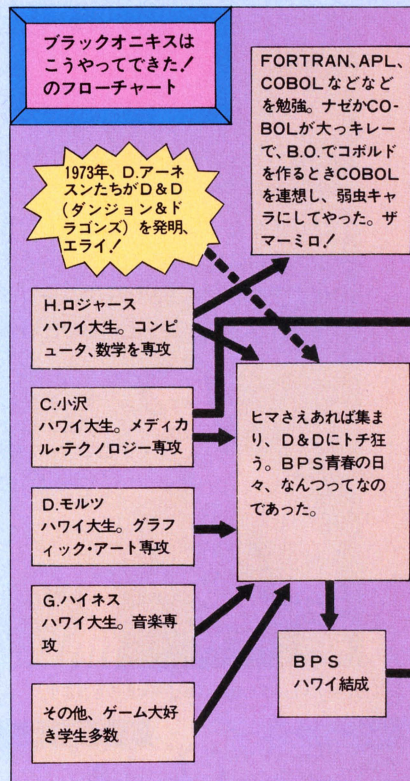 ブラックオニキスは
こうやってできた！
のフローチャート
FORTRAN、APL、
COBOLなどなど
を勉強。ナゼかCO-
BOLが大っキレー
で、B.O.でコボルド
を作るときCOBOL
を連想し、弱虫キャ
ラにしてやった。ザ
マーミロ！
1973年、D.アーネ
スンたちがD＆D
(ダンジョン＆ド
ラゴンズ)を発明、
エライ！
H.ロジャース
ハワイ大生。コンピ
ュータ、数学を専攻
C.小沢
ハワイ大生。メディカ
ル・テクノロジー専攻
D.モルツ
ハワイ大生。グラフ
ィック・アート専攻
G.ハイネス
ハワイ大生。音楽専
攻
その他、ゲーム大好
き学生多数
ヒマさえあれば集ま
り、D＆Dにトチ狂
う。BPS青春の日
々、なんつってなの
であった。
BPS
ハワイ結成